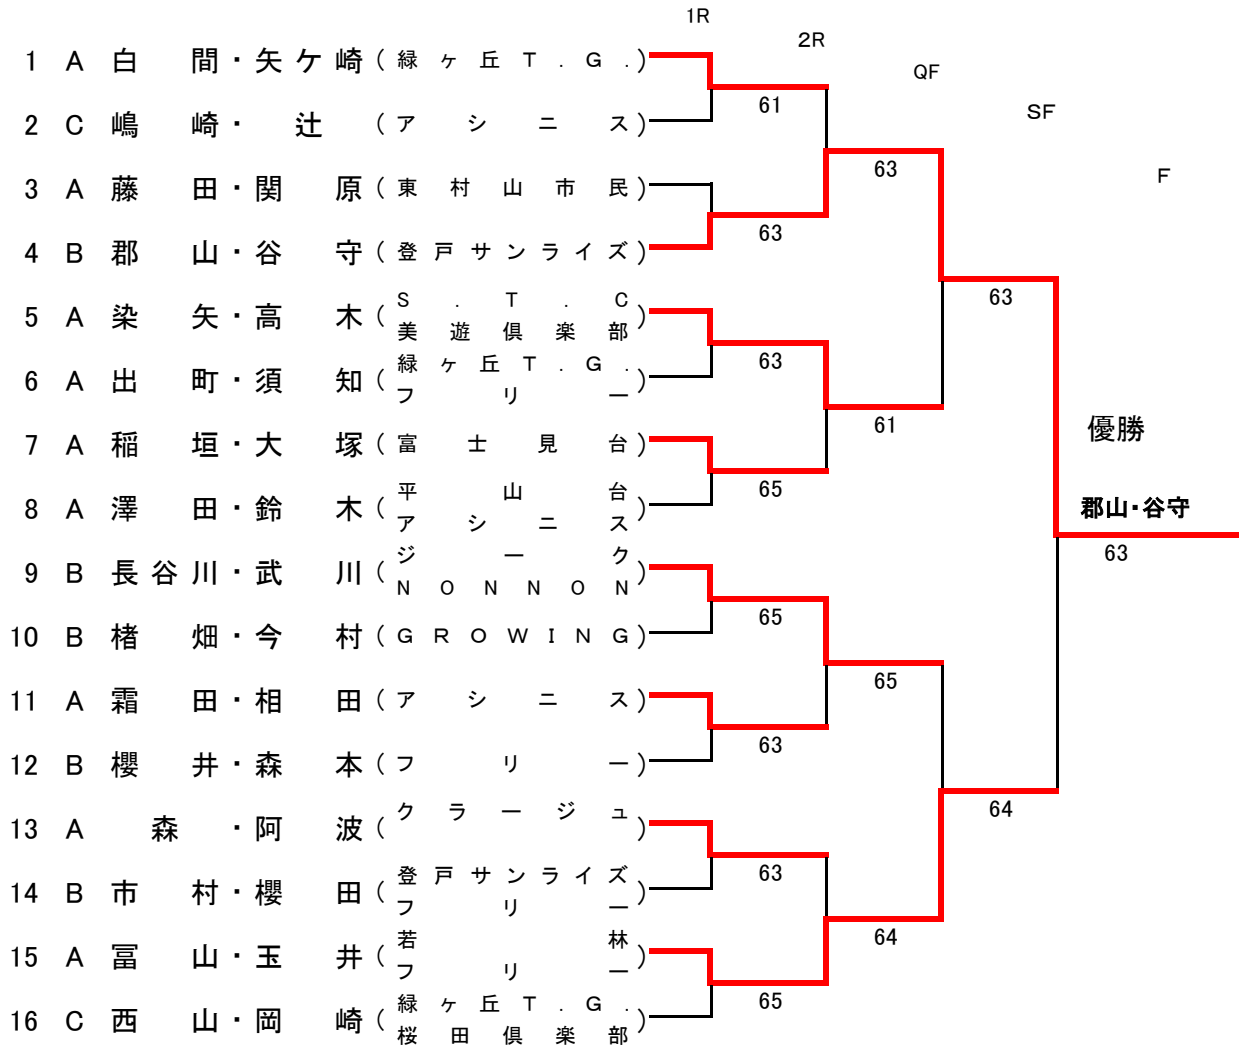 1R
2R
QF
SF
F
1 A 白間・矢ケ崎(緑ヶ丘T.G.)
61
2 C 嶋崎・辻(アシニス)
63
3 A 藤田・関原(東村山市民)
63
4 B 郡山・谷守(登戸サンライズ)
63
5 A 染矢・高木(S.T.C
美遊倶楽部)
63
6 A 出町・須知(緑ヶ丘T.G.
フリー)
61
7 A 稲垣・大塚(富士見台)
65
8 A 澤田・鈴木(平山台
アシニス)
優勝
郡山・谷守
63
9 B 長谷川・武川(ジーク
NONNON)
65
10 B 楮畑・今村(GROWING)
65
11 A 霜田・相田(アシニス)
63
12 B 櫻井・森本(フリー)
64
13 A 森・阿波(クラージュ)
63
14 B 市村・櫻田(登戸サンライズ
フリー)
64
15 A 冨山・玉井(若林
フリー)
65
16 C 西山・岡崎(緑ヶ丘T.G.
桜田倶楽部)